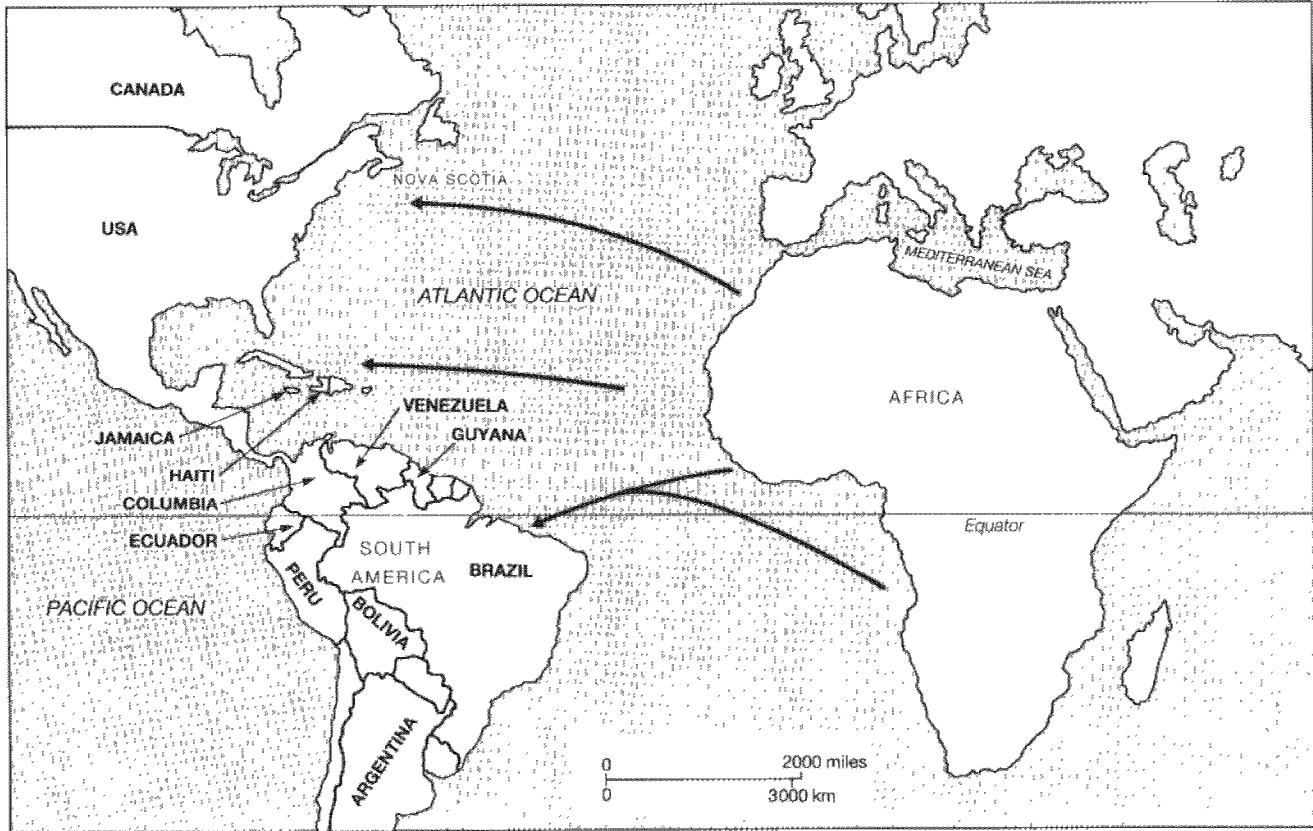 CANADA
NOVA SCOTIA
USA
MEDITERRANEAN SEA
ATLANTIC OCEAN
AFRICA
VENEZUELA
GUYANA
JAMAICA
HAITI
COLUMBIA
Equator
ECUADOR
SOUTH
AMERICA
BRAZIL
PERU
PACIFIC OCEAN
BOLIVIA
ARGENTINA
0 2000 miles
0 3000 km